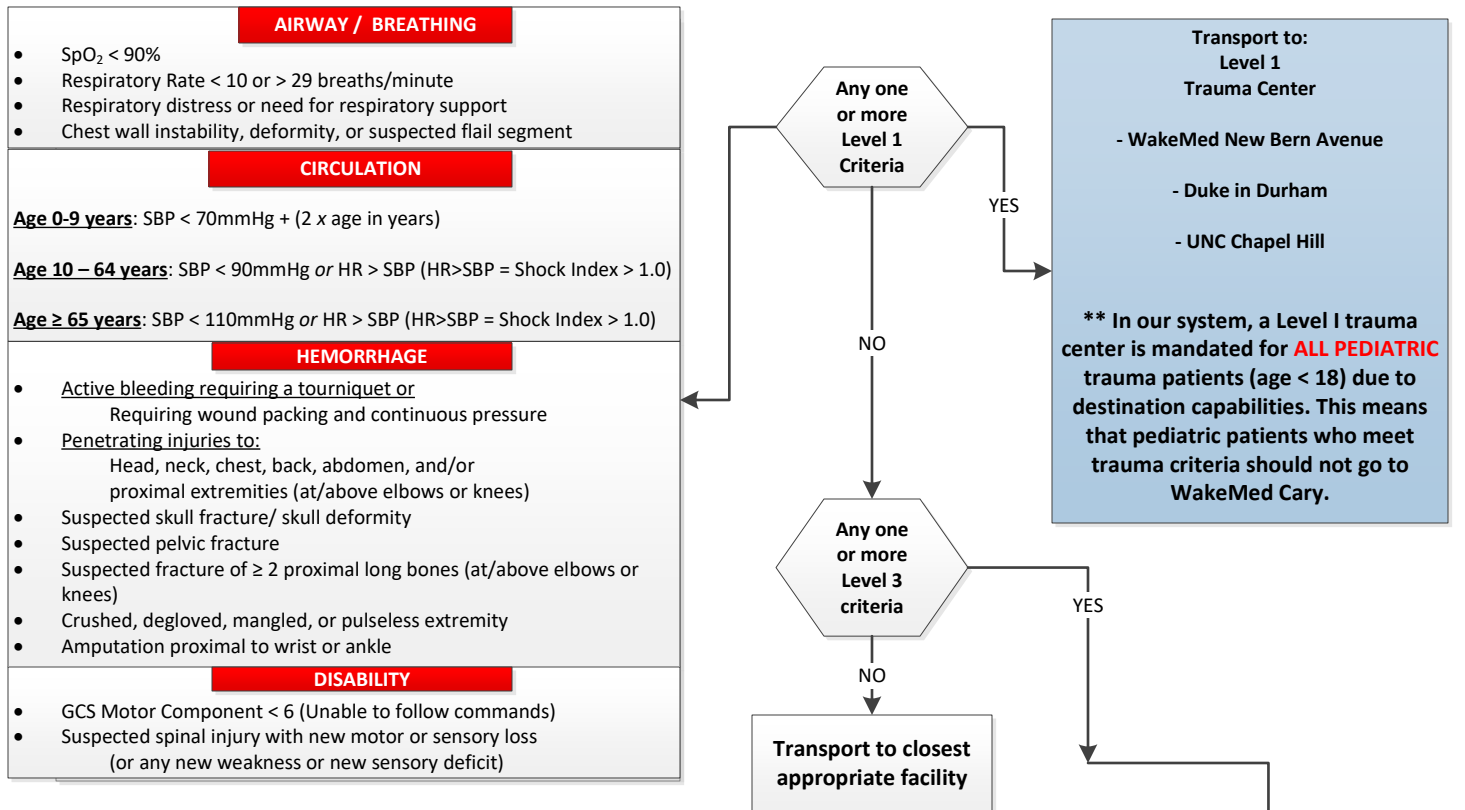 AIRWAY / BREATHING
• SpO₂ < 90%
• Respiratory Rate < 10 or > 29 breaths/minute
• Respiratory distress or need for respiratory support
• Chest wall instability, deformity, or suspected flail segment
CIRCULATION
Age 0-9 years: SBP < 70mmHg + (2 x age in years)
Age 10 – 64 years: SBP < 90mmHg or HR > SBP (HR>SBP = Shock Index > 1.0)
Age ≥ 65 years: SBP < 110mmHg or HR > SBP (HR>SBP = Shock Index > 1.0)
HEMORRHAGE
• Active bleeding requiring a tourniquet or
Requiring wound packing and continuous pressure
• Penetrating injuries to:
Head, neck, chest, back, abdomen, and/or
proximal extremities (at/above elbows or knees)
• Suspected skull fracture/ skull deformity
• Suspected pelvic fracture
• Suspected fracture of ≥ 2 proximal long bones (at/above elbows or
knees)
• Crushed, degloved, mangled, or pulseless extremity
• Amputation proximal to wrist or ankle
DISABILITY
• GCS Motor Component < 6 (Unable to follow commands)
• Suspected spinal injury with new motor or sensory loss
(or any new weakness or new sensory deficit)
Any one
or more
Level 1
Criteria
YES
NO
Any one
or more
Level 3
criteria
YES
NO
Transport to closest
appropriate facility
Transport to:
Level 1
Trauma Center
- WakeMed New Bern Avenue
- Duke in Durham
- UNC Chapel Hill
** In our system, a Level I trauma
center is mandated for ALL PEDIATRIC
trauma patients (age < 18) due to
destination capabilities. This means
that pediatric patients who meet
trauma criteria should not go to
WakeMed Cary.